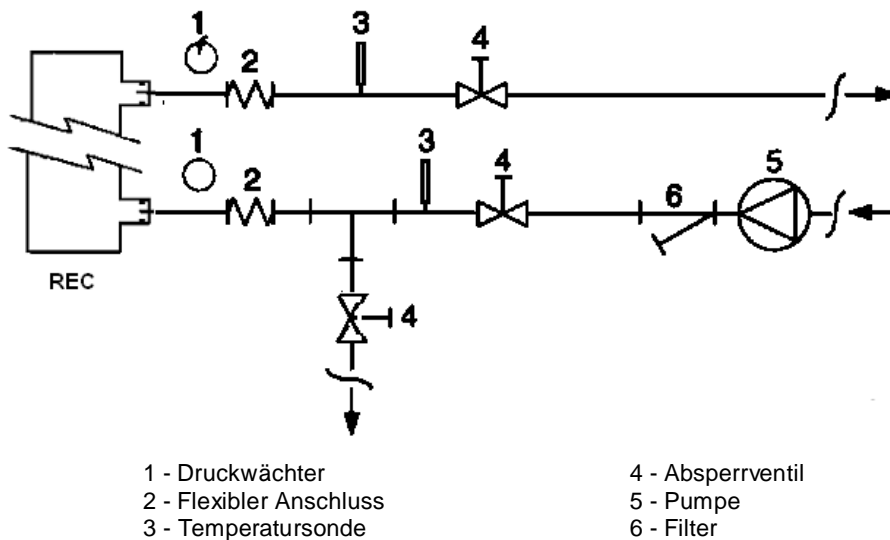 1
3
4
2
1
3
4
5
2
6
REC
4
1 - Druckwächter
4 - Absperrventil
2 - Flexibler Anschluss
5 - Pumpe
3 - Temperatursonde
6 - Filter